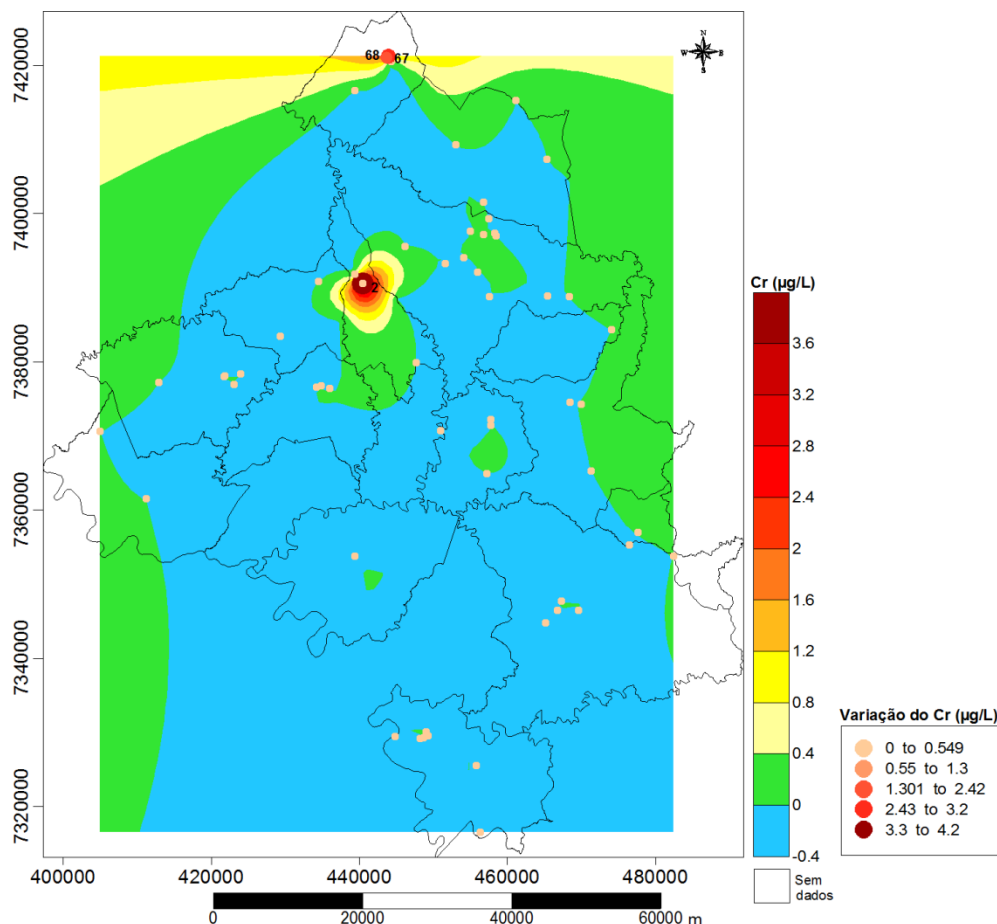 7420000
7400000
7380000
7360000
7340000
7320000
68
67
N
W
E
S
2
400000
420000
440000
460000
480000
0
20000
40000
60000 m
Cr (µg/L)
3.6
3.2
2.8
2.4
2
1.6
1.2
0.8
0.4
0
-0.4
Sem
dados
Variação do Cr (µg/L)
0 to 0.549
0.55 to 1.3
1.301 to 2.42
2.43 to 3.2
3.3 to 4.2